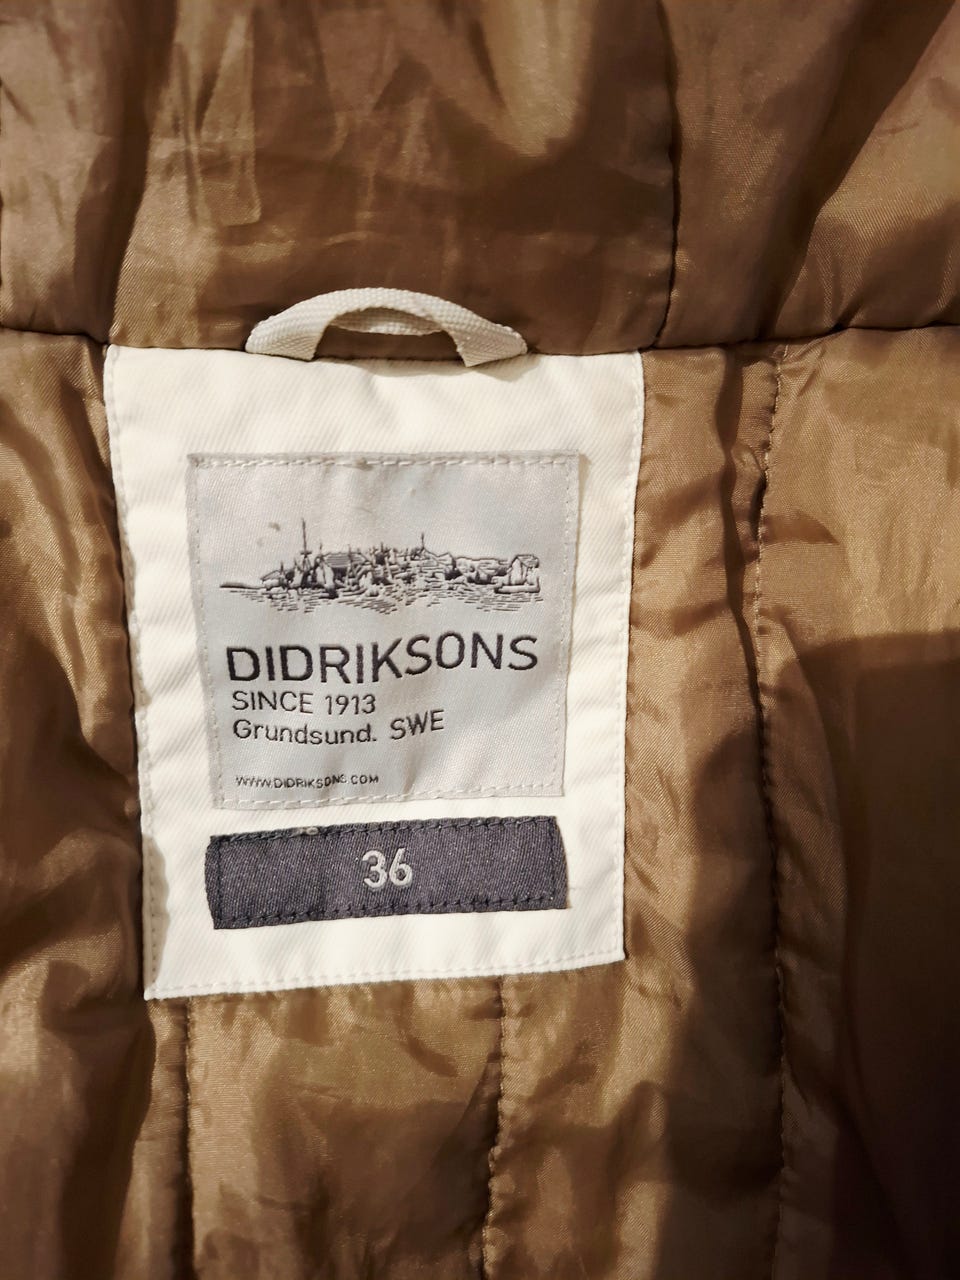 DIDRIKSONS
SINCE 1913
Grundsund. SWE
WWW.DIDRIKSONS.COM
36